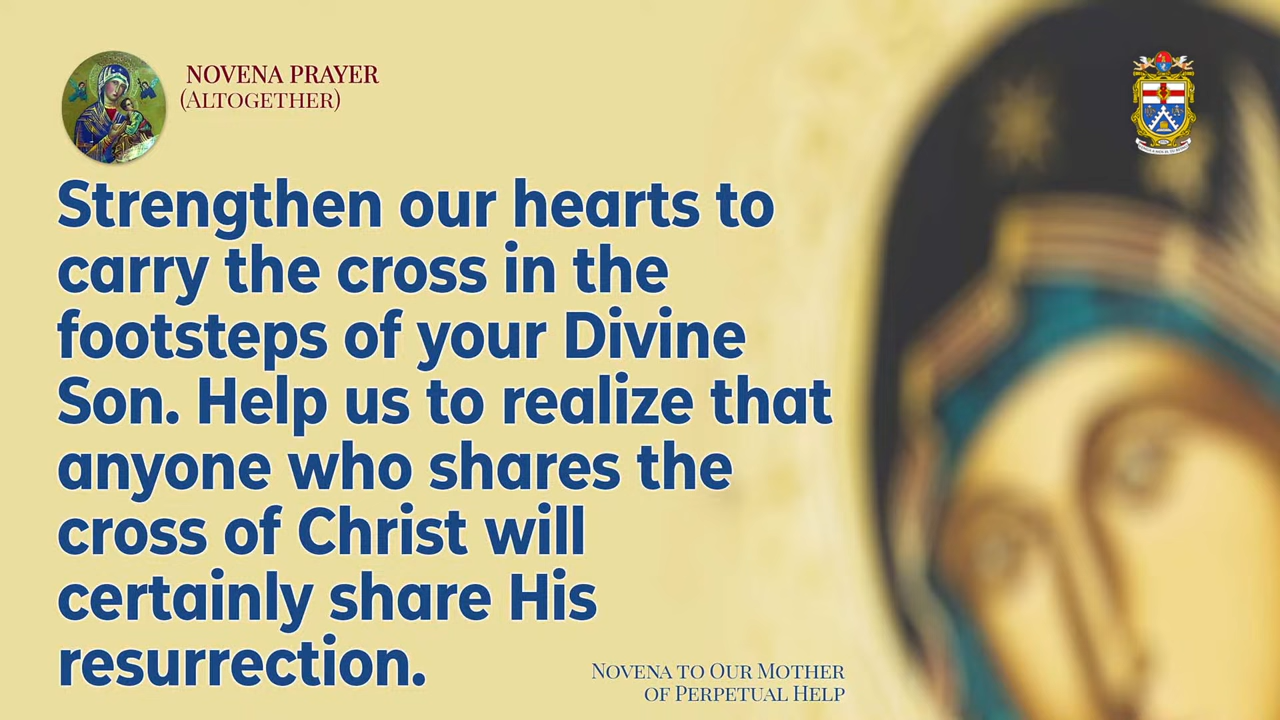 NOVENA PRAYER
(ALTOGETHER)
Strengthen our hearts to
carry the cross in the
footsteps of your Divine
Son. Help us to realize that
anyone who shares the
cross of Christ will
certainly share His
resurrection.
NOVENA TO OUR MOTHER
OF PERPETUAL HELP